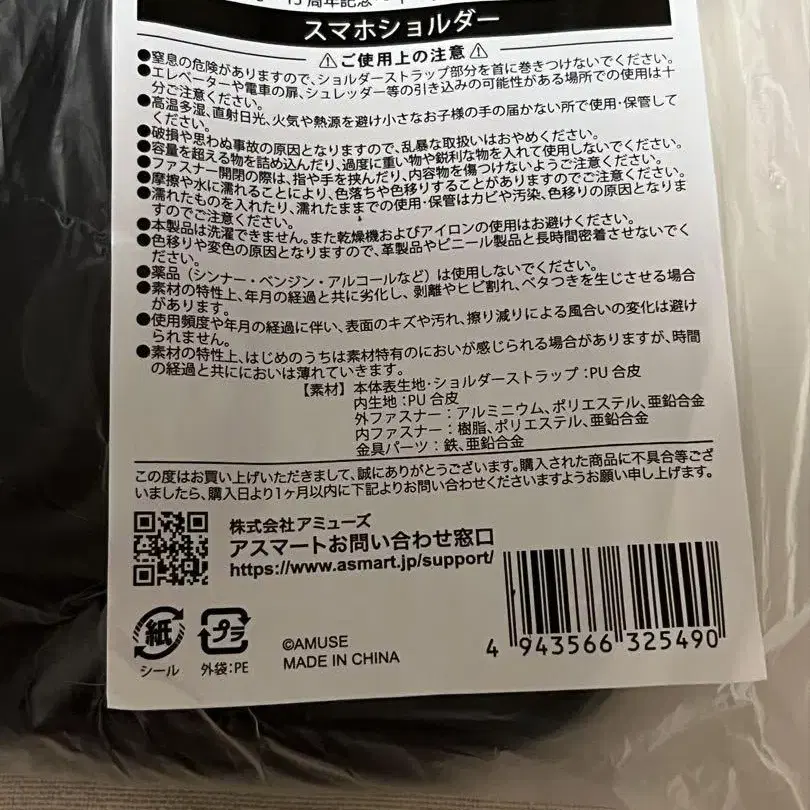 周年記念
スマホショルダー
⚠ご使用上の注意⚠
●窒息の危険がありますので、ショルダーストラップ部分を首に巻きつけないでください。
●エレベーターや電車の扉、シュレッダー等の引き込みの可能性がある場所での使用は十
分ご注意ください。
●高温多湿、直射日光、火気や熱源を避け小さなお子様の手の届かない所で使用・保管して
ください。
●破損や思わぬ事故の原因となりますので、乱暴な取扱いはおやめください。
●容量を超える物を詰め込んだり、過度に重い物や鋭利な物を入れて使用しないでください。
●ファスナー開閉の際は、指や手を挟んだり、内容物を傷つけないようご注意ください。
●摩擦や水に濡れることにより、色落ちや色移りすることがありますのでご注意ください。
●濡れたものを入れたり、濡れたままでの使用・保管はカビや汚染、色移りの原因となりま
すのでご注意ください。
●本製品は洗濯できません。また乾燥機およびアイロンの使用はお避けください。
●色移りや変色の原因となりますので、革製品やビニール製品と長時間密着させないでく
ださい。
●薬品（シンナー・ベンジン・アルコールなど）は使用しないでください。
●素材の特性上、年月の経過と共に劣化し、剥離やヒビ割れ、ベタつきを生じさせる場合
があります。
●使用頻度や年月の経過に伴い、表面のキズや汚れ、擦り減りによる風合いの変化は避け
られません。
●素材の特性上、はじめのうちは素材特有のにおいが感じられる場合がありますが、時間
の経過と共ににおいは薄れていきます。
【素材】本体表生地・ショルダーストラップ：PU合皮
内生地：PU合皮
外ファスナー：アルミニウム、ポリエステル、亜鉛合金
内ファスナー：樹脂、ポリエステル、亜鉛合金
金具パーツ：鉄、亜鉛合金
この度はお買い上げいただきまして、誠にありがとうございます。購入された商品に不具合等ござ
いましたら、購入日より1ヶ月以内に下記よりお問い合わせくださいますようお願い申し上げます。
株式会社アミューズ
アスマートお問い合わせ窓口
https://www.asmart.jp/support/
紙
シール
プラ
外袋：PE
©AMUSE
MADE IN CHINA
4 943566 325490